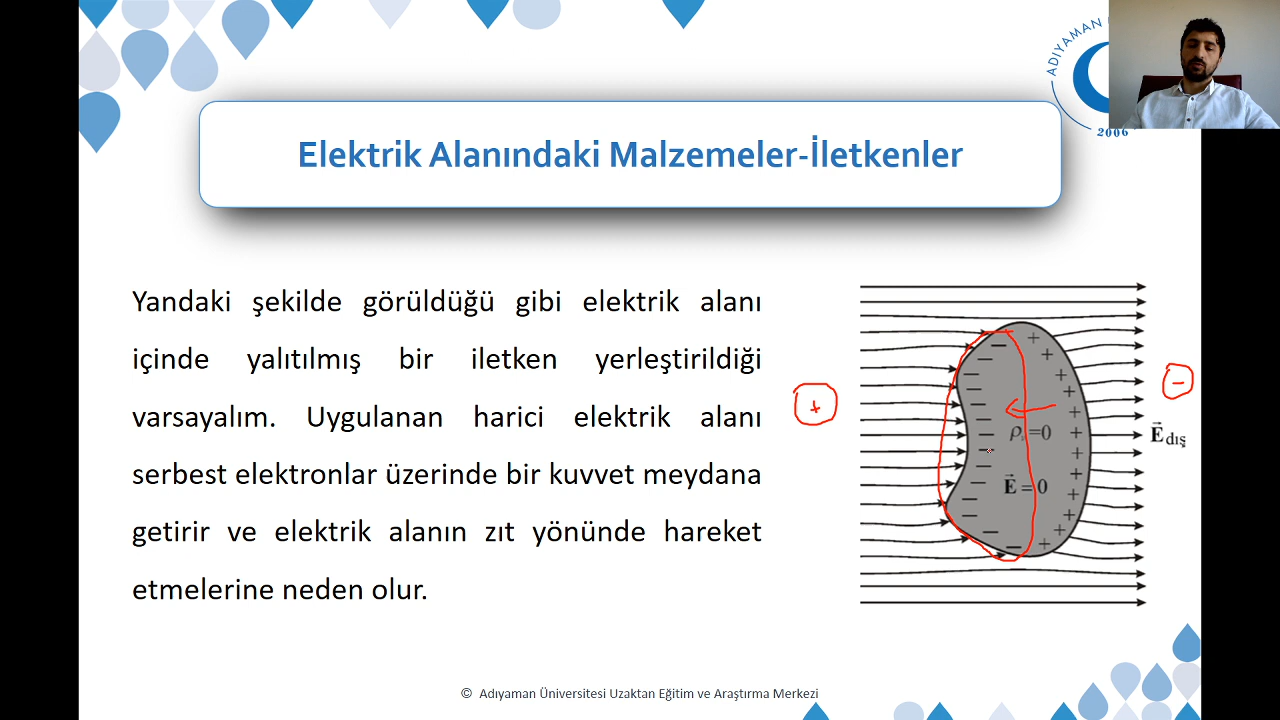 ADIYAMAN
2006
Elektrik Alanındaki Malzemeler-İletkenler
Yandaki şekilde görüldüğü gibi elektrik alanı
içinde yalıtılmış bir iletken yerleştirildiği
varsayalım. Uygulanan harici elektrik alanı
serbest elektronlar üzerinde bir kuvvet meydana
getirir ve elektrik alanın zıt yönünde hareket
etmelerine neden olur.
+
−
E⃗ dış
E⃗ = 0
© Adıyaman Üniversitesi Uzaktan Eğitim ve Araştırma Merkezi